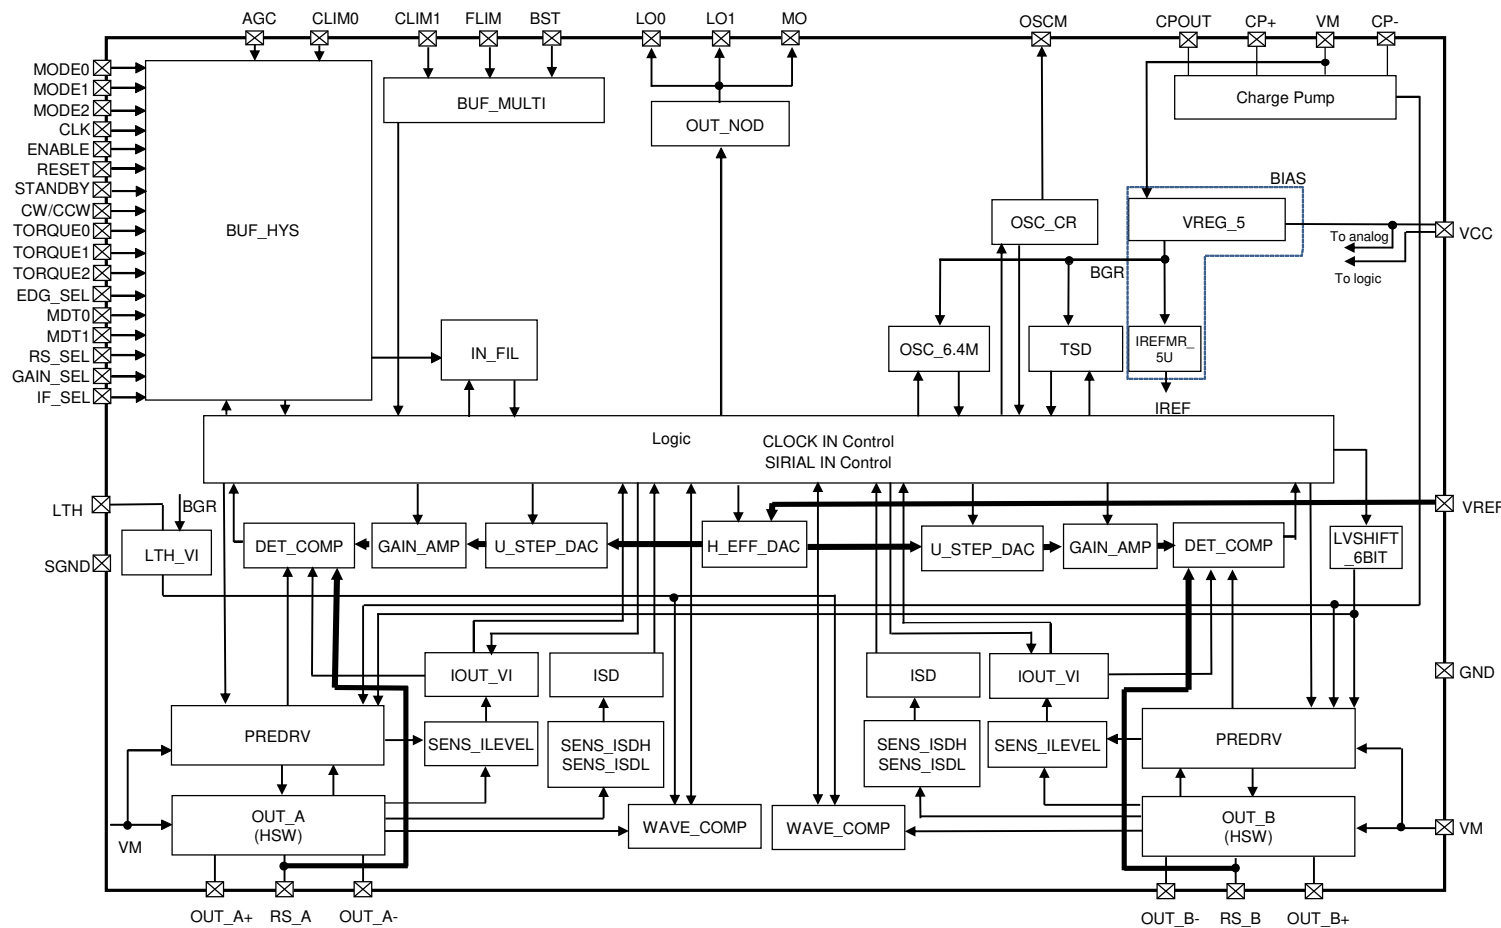 AGC
CLIM0
CLIM1
FLIM
BST
LO0
LO1
MO
OSCM
CPOUT
CP+
VM
CP-
MODE0
MODE1
MODE2
CLK
ENABLE
RESET
STANDBY
CW/CCW
TORQUE0
TORQUE1
TORQUE2
EDG_SEL
MDT0
MDT1
RS_SEL
GAIN_SEL
IF_SEL
BUF_HYS
BUF_MULTI
OUT_NOD
Charge Pump
BIAS
OSC_CR
VREG_5
VCC
To analog
To logic
BGR
IN_FIL
OSC_6.4M
TSD
IREFMR_
5U
IREF
Logic
CLOCK IN Control
SIRIAL IN Control
LTH
BGR
VREF
LTH_VI
DET_COMP
GAIN_AMP
U_STEP_DAC
H_EFF_DAC
U_STEP_DAC
GAIN_AMP
DET_COMP
LVSHIFT
_6BIT
SGND
IOUT_VI
ISD
ISD
IOUT_VI
GND
PREDRV
SENS_ILEVEL
SENS_ISDH
SENS_ISDL
SENS_ISDH
SENS_ISDL
SENS_ILEVEL
PREDRV
OUT_A
(HSW)
WAVE_COMP
WAVE_COMP
OUT_B
(HSW)
VM
VM
OUT_A+
RS_A
OUT_A-
OUT_B-
RS_B
OUT_B+